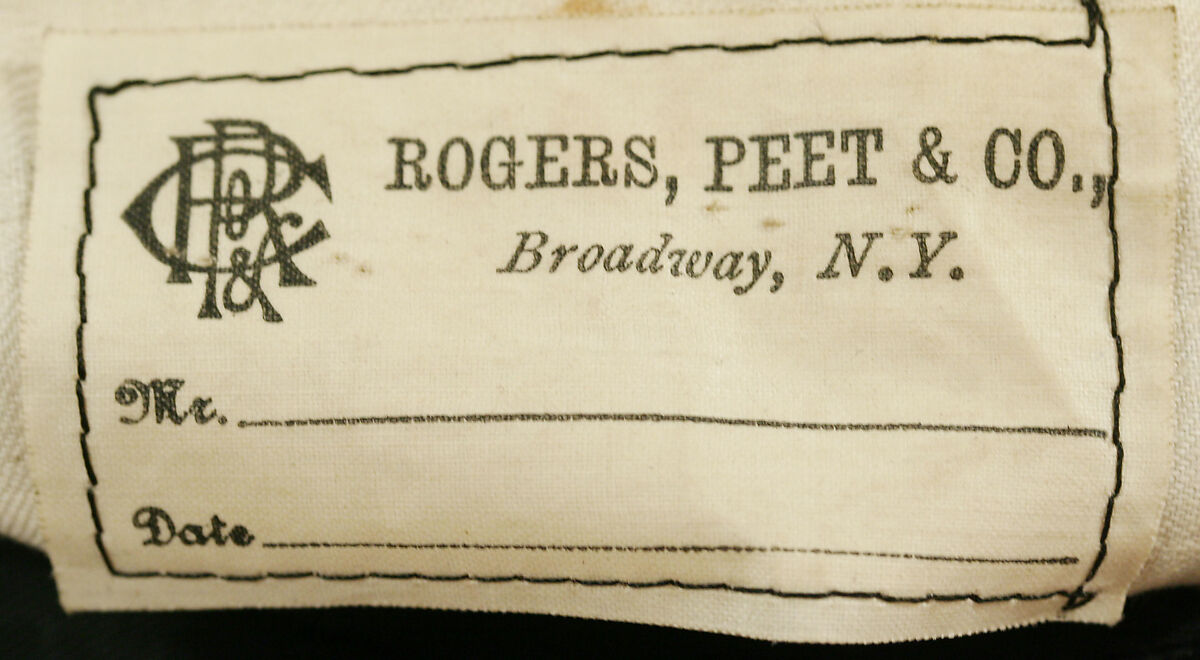 ROGERS, PEET & CO.,
Broadway, N.Y.
Mr.
Date